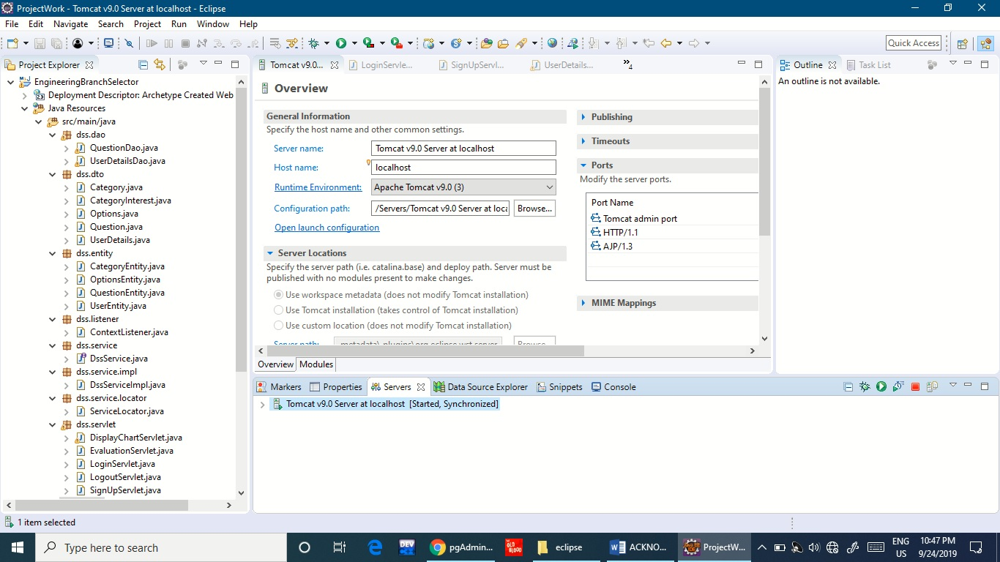 ProjectWork - Tomcat v9.0 Server at localhost - Eclipse
File Edit Navigate Search Project Run Window Help
Quick Access
Project Explorer
EngineeringBranchSelector
Deployment Descriptor: Archetype Created Web
Java Resources
src/main/java
dss.dao
QuestionDao.java
UserDetailsDao.java
dss.dto
Category.java
CategoryInterest.java
Options.java
Question.java
UserDetails.java
dss.entity
CategoryEntity.java
OptionsEntity.java
QuestionEntity.java
UserEntity.java
dss.listener
ContextListener.java
dss.service
DssService.java
dss.service.impl
DssServiceImpl.java
dss.service.locator
ServiceLocator.java
dss.servlet
DisplayChartServlet.java
EvaluationServlet.java
LoginServlet.java
LogoutServlet.java
SignUpServlet.java
Tomcat v9.0... LoginServle... SignUpServl... UserDetails... »4
Overview
General Information
Specify the host name and other common settings.
Server name: Tomcat v9.0 Server at localhost
Host name: localhost
Runtime Environment: Apache Tomcat v9.0 (3)
Configuration path: /Servers/Tomcat v9.0 Server at loca Browse...
Open launch configuration
Server Locations
Specify the server path (i.e. catalina.base) and deploy path. Server must be
published with no modules present to make changes.
Use workspace metadata (does not modify Tomcat installation)
Use Tomcat installation (takes control of Tomcat installation)
Use custom location (does not modify Tomcat installation)
Server path: .metadata\.plugins\org.eclipse.wst.server Browse...
Publishing
Timeouts
Ports
Modify the server ports.
Port Name
Tomcat admin port
HTTP/1.1
AJP/1.3
MIME Mappings
Overview Modules
Outline Task List
An outline is not available.
Markers Properties Servers Data Source Explorer Snippets Console
Tomcat v9.0 Server at localhost [Started, Synchronized]
1 item selected
Type here to search
DEV
pgAdmin...
OLD BLOOD
eclipse
ACKNO...
ProjectW...
ENG
US
10:47 PM
9/24/2019